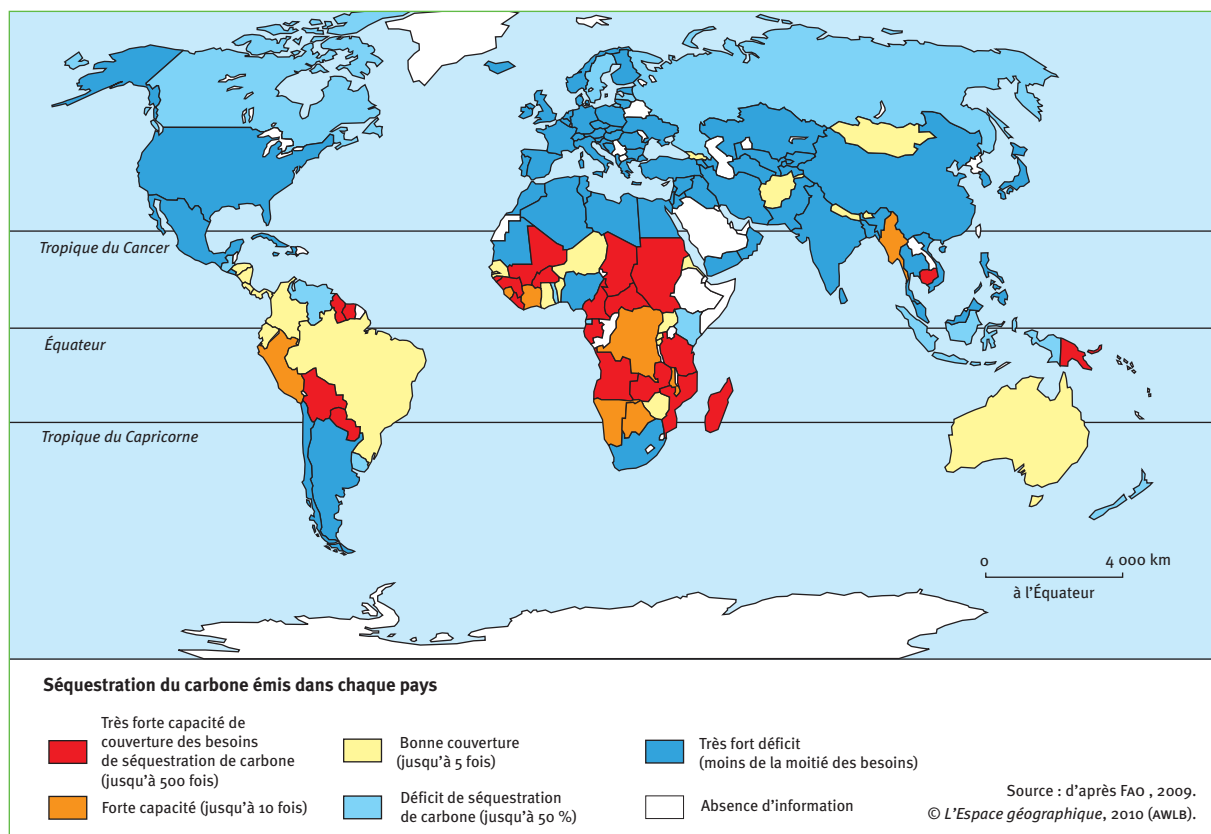 Tropique du Cancer
Équateur
Tropique du Capricorne
0 4 000 km
à l'Équateur
Séquestration du carbone émis dans chaque pays
Très forte capacité de
couverture des besoins
de séquestration de carbone
(jusqu'à 500 fois)
Forte capacité (jusqu'à 10 fois)
Bonne couverture
(jusqu'à 5 fois)
Déficit de séquestration
de carbone (jusqu'à 50 %)
Très fort déficit
(moins de la moitié des besoins)
Absence d'information
Source : d'après FAO , 2009.
© L'Espace géographique, 2010 (AWLB).